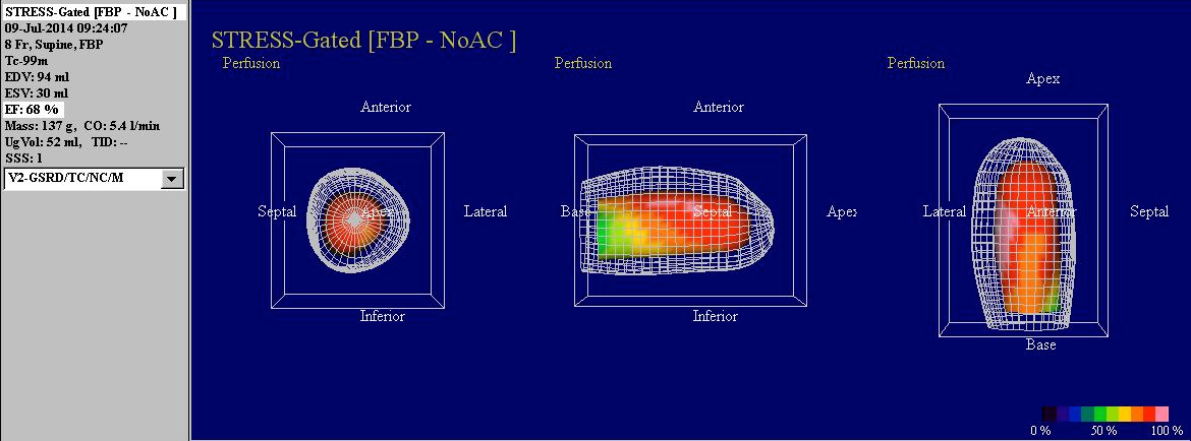 STRESS-Gated [FBP - NoAC ]
09-Jul-2014 09:24:07
8 Fr, Supine, FBP
Tc-99m
EDV: 94 ml
ESV: 30 ml
EF: 68 %
Mass: 137 g, CO: 5.4 l/min
UgVol: 52 ml, TID: --
SSS: 1
V2-GSRD/TC/NC/M
STRESS-Gated [FBP - NoAC ]
Perfusion
Anterior
Septal
Apex
Lateral
Inferior
Perfusion
Anterior
Base
Septal
Apex
Inferior
Perfusion
Apex
Lateral
Anterior
Septal
Base
0 % 50 % 100 %